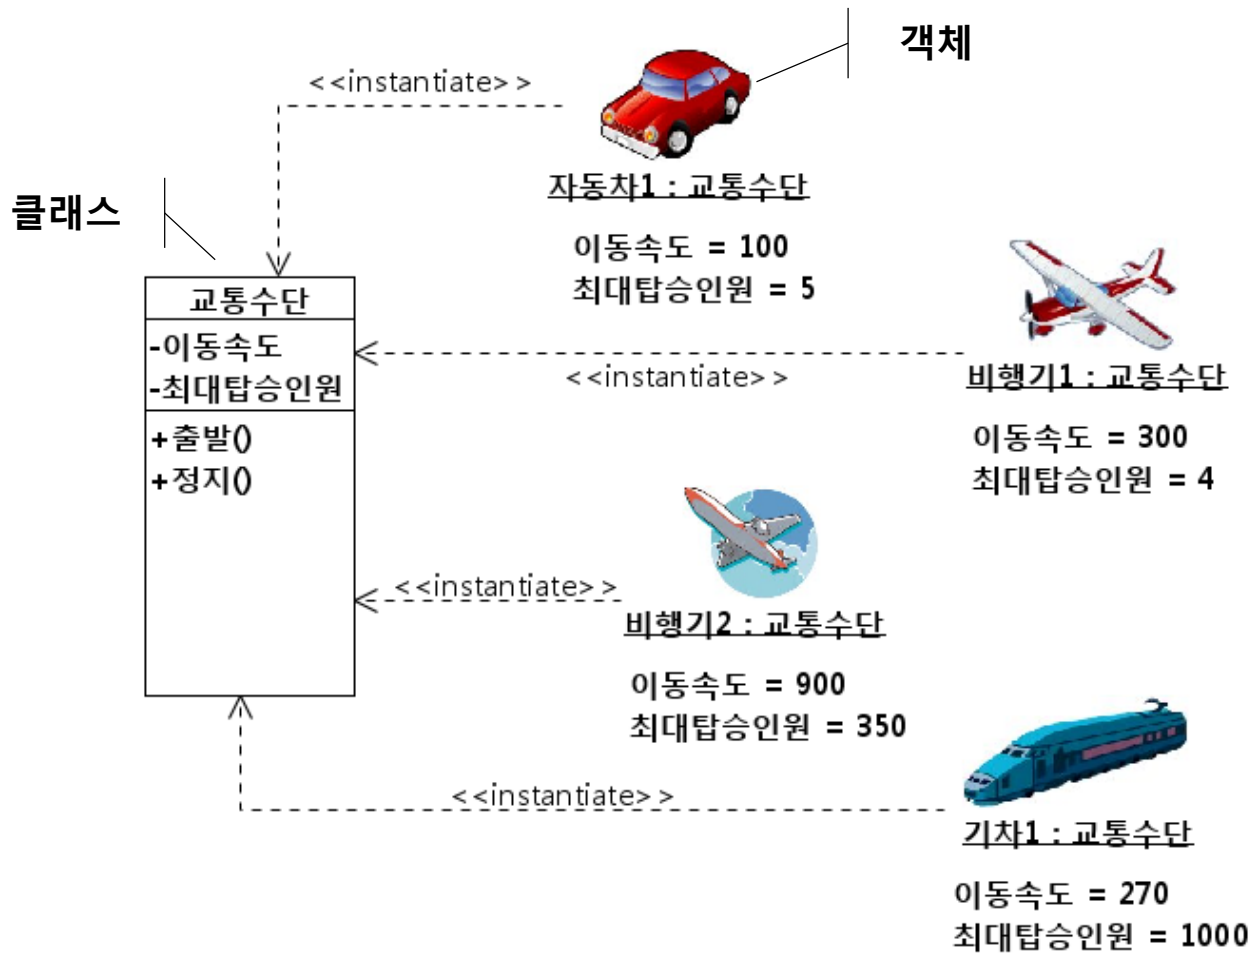 객체
<<instantiate>>
자동차1 : 교통수단
이동속도 = 100
최대탑승인원 = 5
클래스
교통수단
-이동속도
-최대탑승인원
+출발()
+정지()
<<instantiate>>
비행기1 : 교통수단
이동속도 = 300
최대탑승인원 = 4
<<instantiate>>
비행기2 : 교통수단
이동속도 = 900
최대탑승인원 = 350
<<instantiate>>
기차1 : 교통수단
이동속도 = 270
최대탑승인원 = 1000